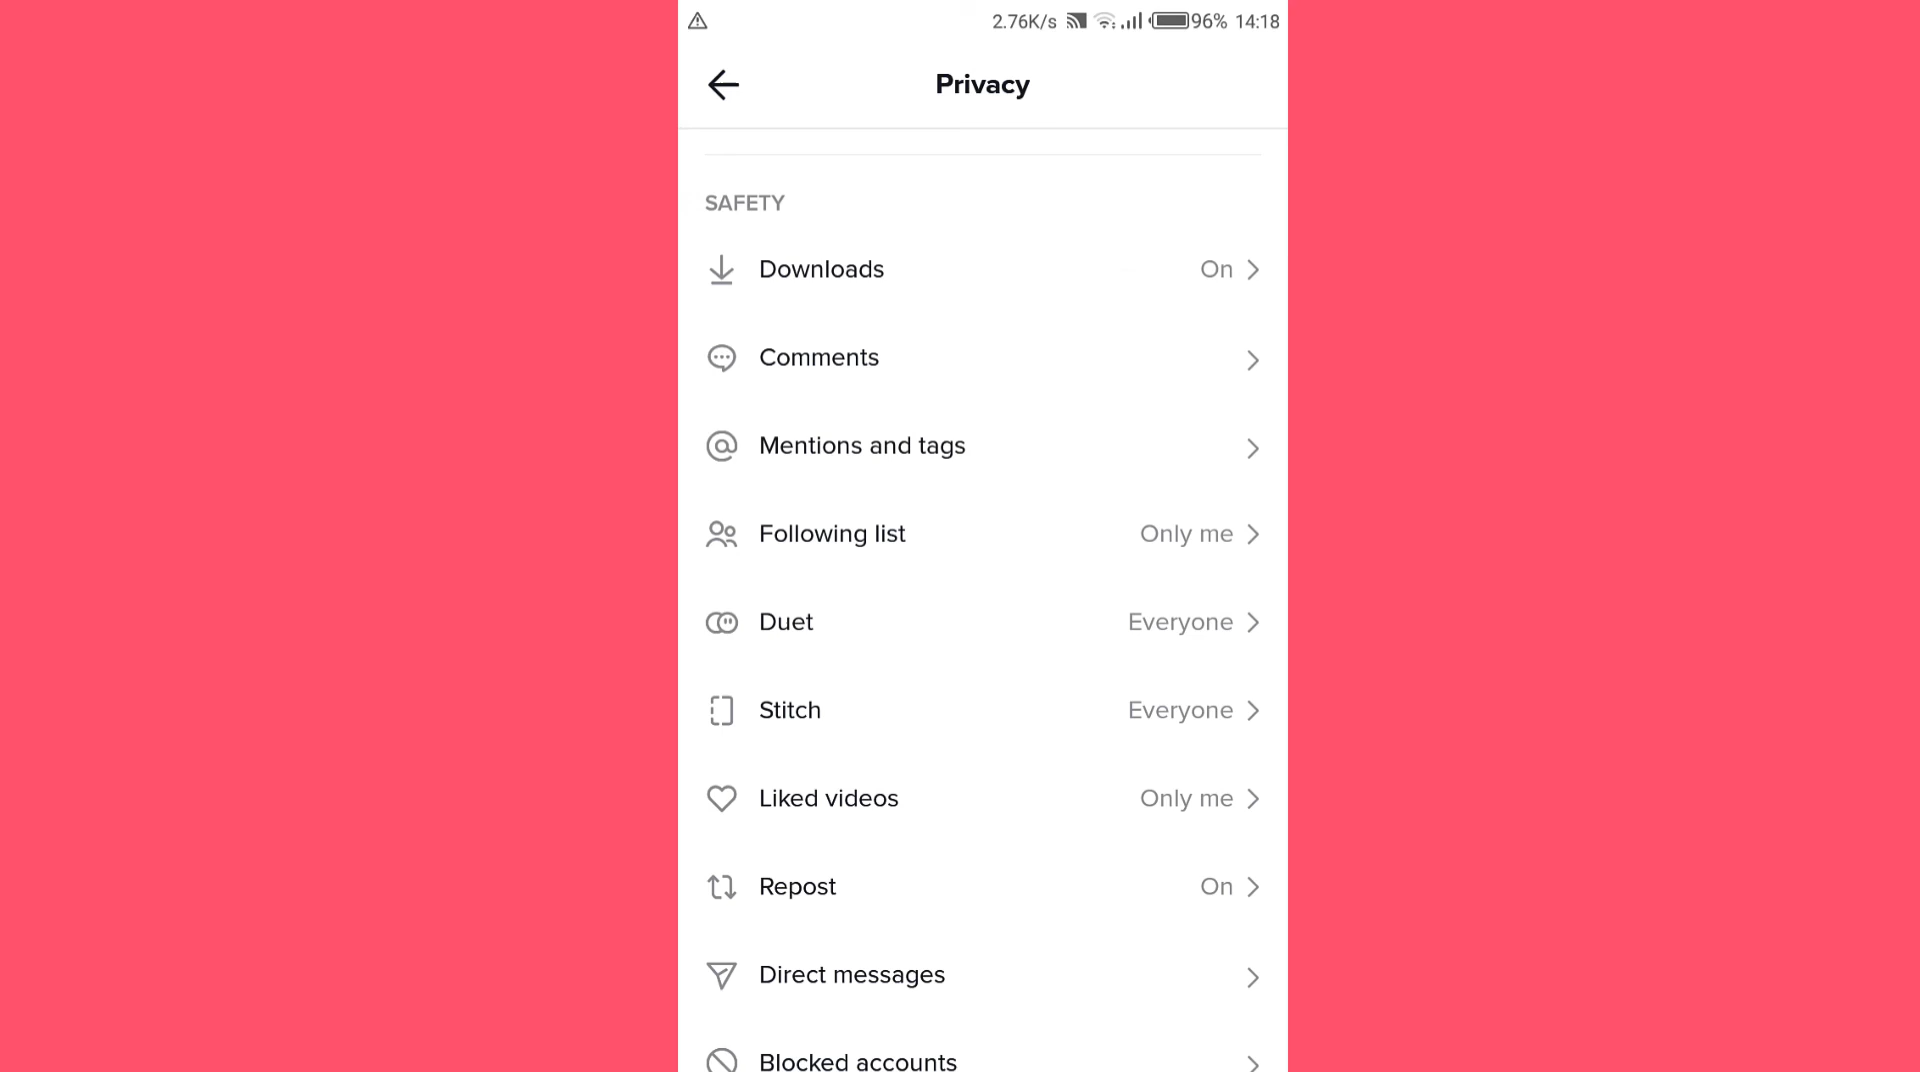 2.76K/s 96% 14:18
Privacy
SAFETY
Downloads On
Comments
Mentions and tags
Following list Only me
Duet Everyone
Stitch Everyone
Liked videos Only me
Repost On
Direct messages
Blocked accounts